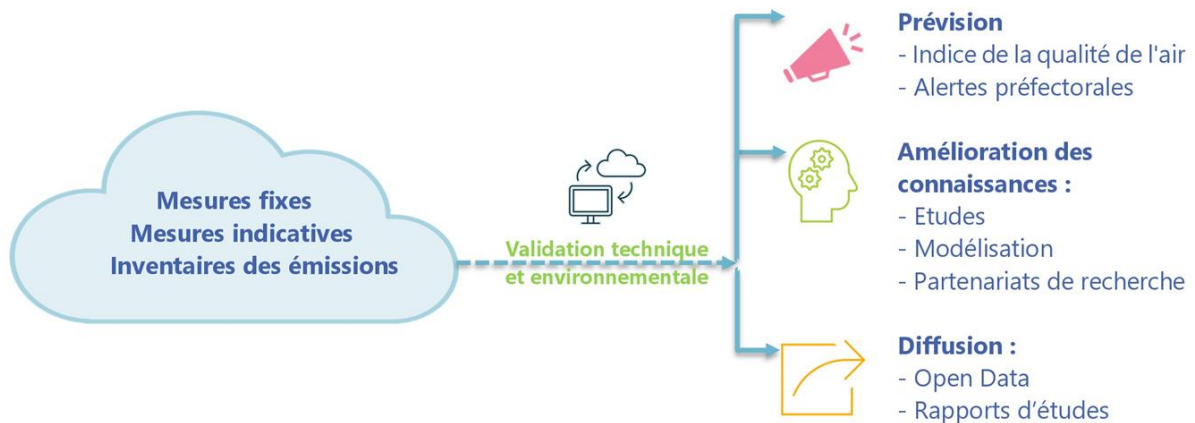 Mesures fixes
Mesures indicatives
Inventaires des émissions
Validation technique
et environnementale
Prévision
- Indice de la qualité de l'air
- Alertes préfectorales
Amélioration des
connaissances :
- Etudes
- Modélisation
- Partenariats de recherche
Diffusion :
- Open Data
- Rapports d’études